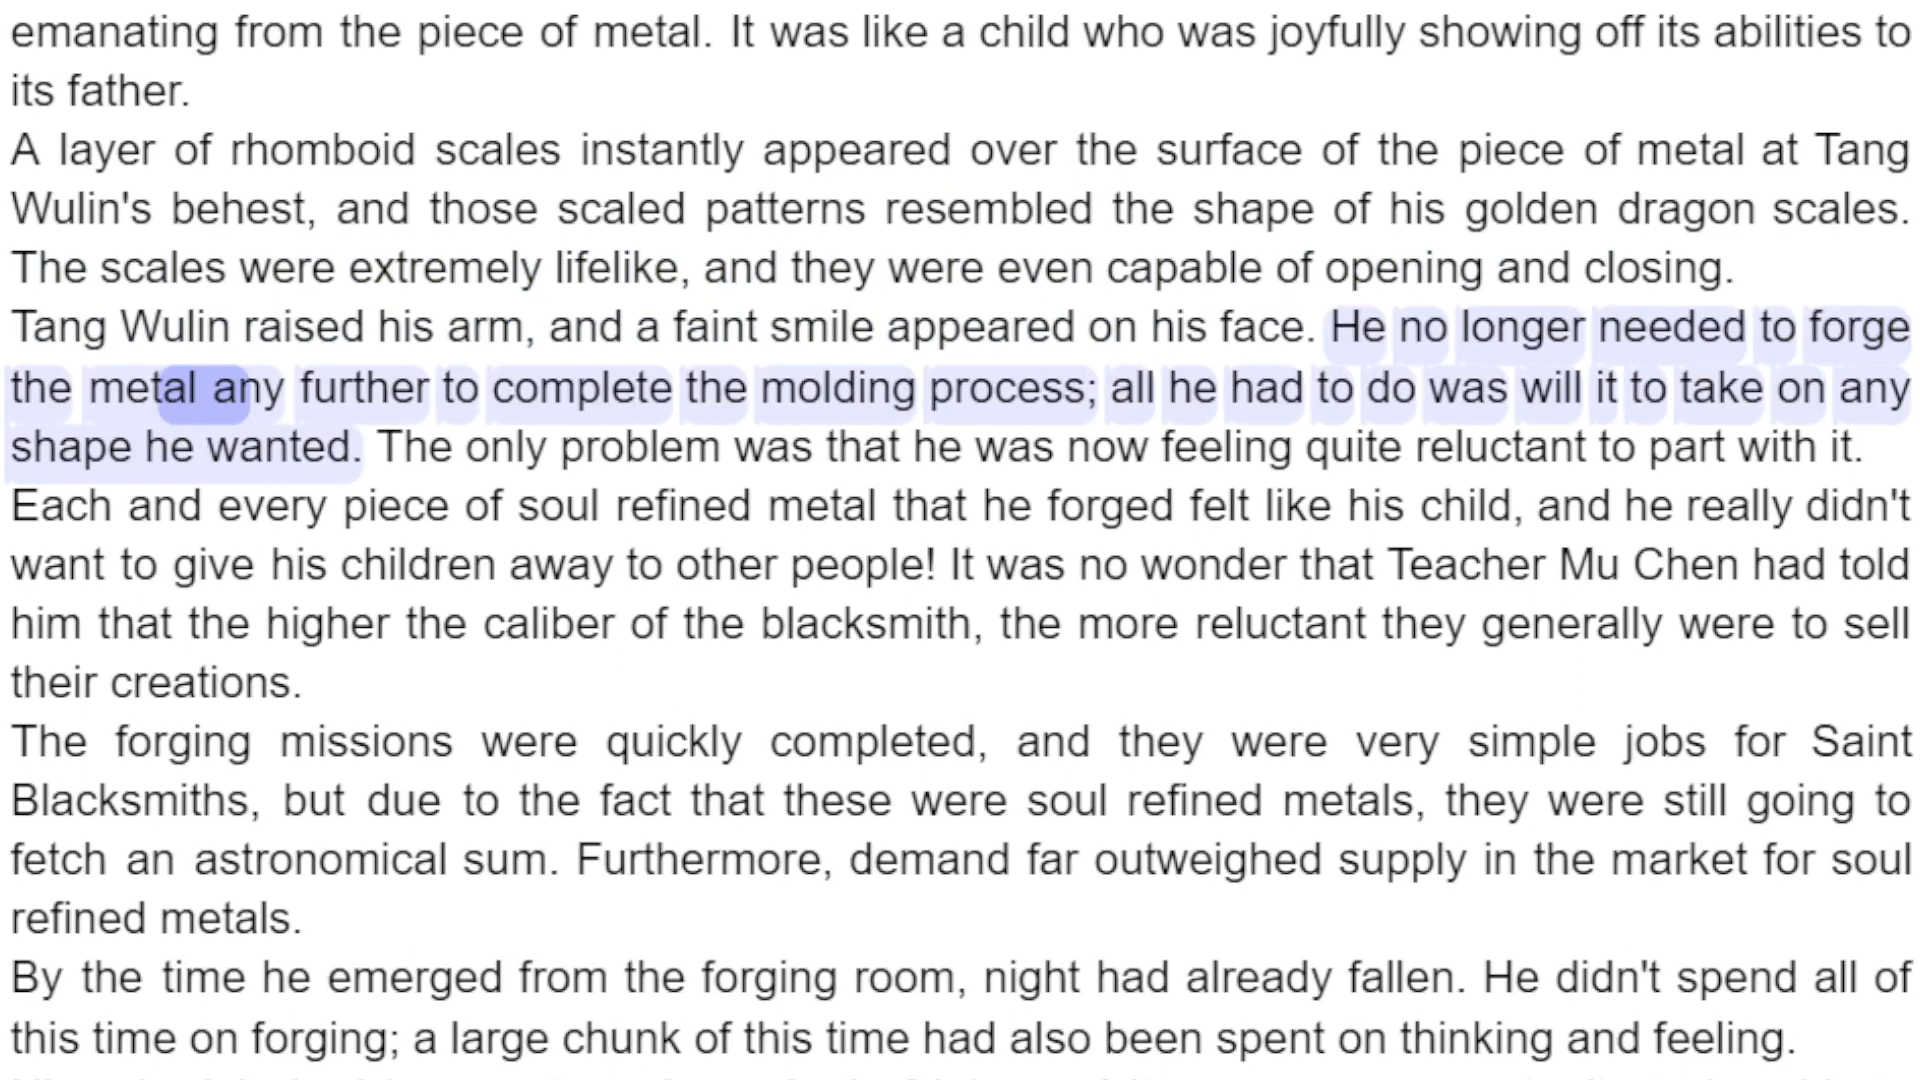 emanating from the piece of metal. It was like a child who was joyfully showing off its abilities to
its father.
A layer of rhomboid scales instantly appeared over the surface of the piece of metal at Tang
Wulin's behest, and those scaled patterns resembled the shape of his golden dragon scales.
The scales were extremely lifelike, and they were even capable of opening and closing.
Tang Wulin raised his arm, and a faint smile appeared on his face. He no longer needed to forge
the metal any further to complete the molding process; all he had to do was will it to take on any
shape he wanted. The only problem was that he was now feeling quite reluctant to part with it.
Each and every piece of soul refined metal that he forged felt like his child, and he really didn't
want to give his children away to other people! It was no wonder that Teacher Mu Chen had told
him that the higher the caliber of the blacksmith, the more reluctant they generally were to sell
their creations.
The forging missions were quickly completed, and they were very simple jobs for Saint
Blacksmiths, but due to the fact that these were soul refined metals, they were still going to
fetch an astronomical sum. Furthermore, demand far outweighed supply in the market for soul
refined metals.
By the time he emerged from the forging room, night had already fallen. He didn't spend all of
this time on forging; a large chunk of this time had also been spent on thinking and feeling.